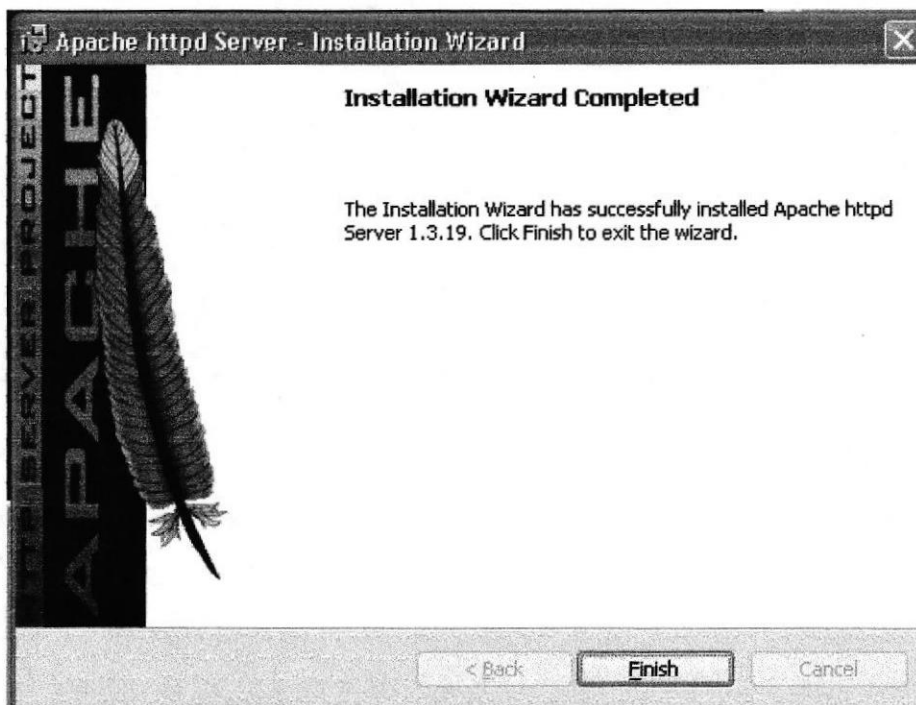 Apache httpd Server - Installation Wizard
HTTP SERVER PROJECT
APACHE
Installation Wizard Completed
The Installation Wizard has successfully installed Apache httpd
Server 1.3.19. Click Finish to exit the wizard.
< Back
Finish
Cancel